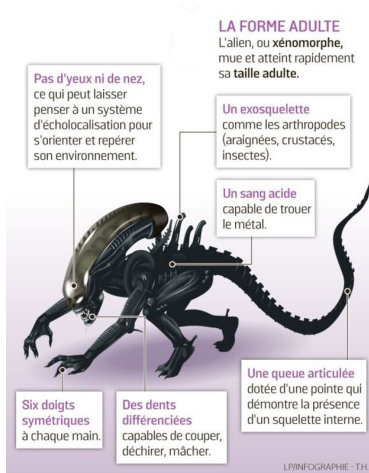 LA FORME ADULTE
L'alien, ou xénomorphe,
mue et atteint rapidement
sa taille adulte.
Pas d'yeux ni de nez,
ce qui peut laisser
penser à un système
d'écholocalisation pour
s'orienter et repérer
son environnement.
Un exosquelette
comme les arthropodes
(araignées, crustacés,
insectes).
Un sang acide
capable de trouer
le métal.
Six doigts
symétriques
à chaque main.
Des dents
différenciées
capables de couper,
déchirer, mâcher.
Une queue articulée
dotée d'une pointe qui
démontre la présence
d'un squelette interne.
LP/INFOGRAPHIE - T.H.